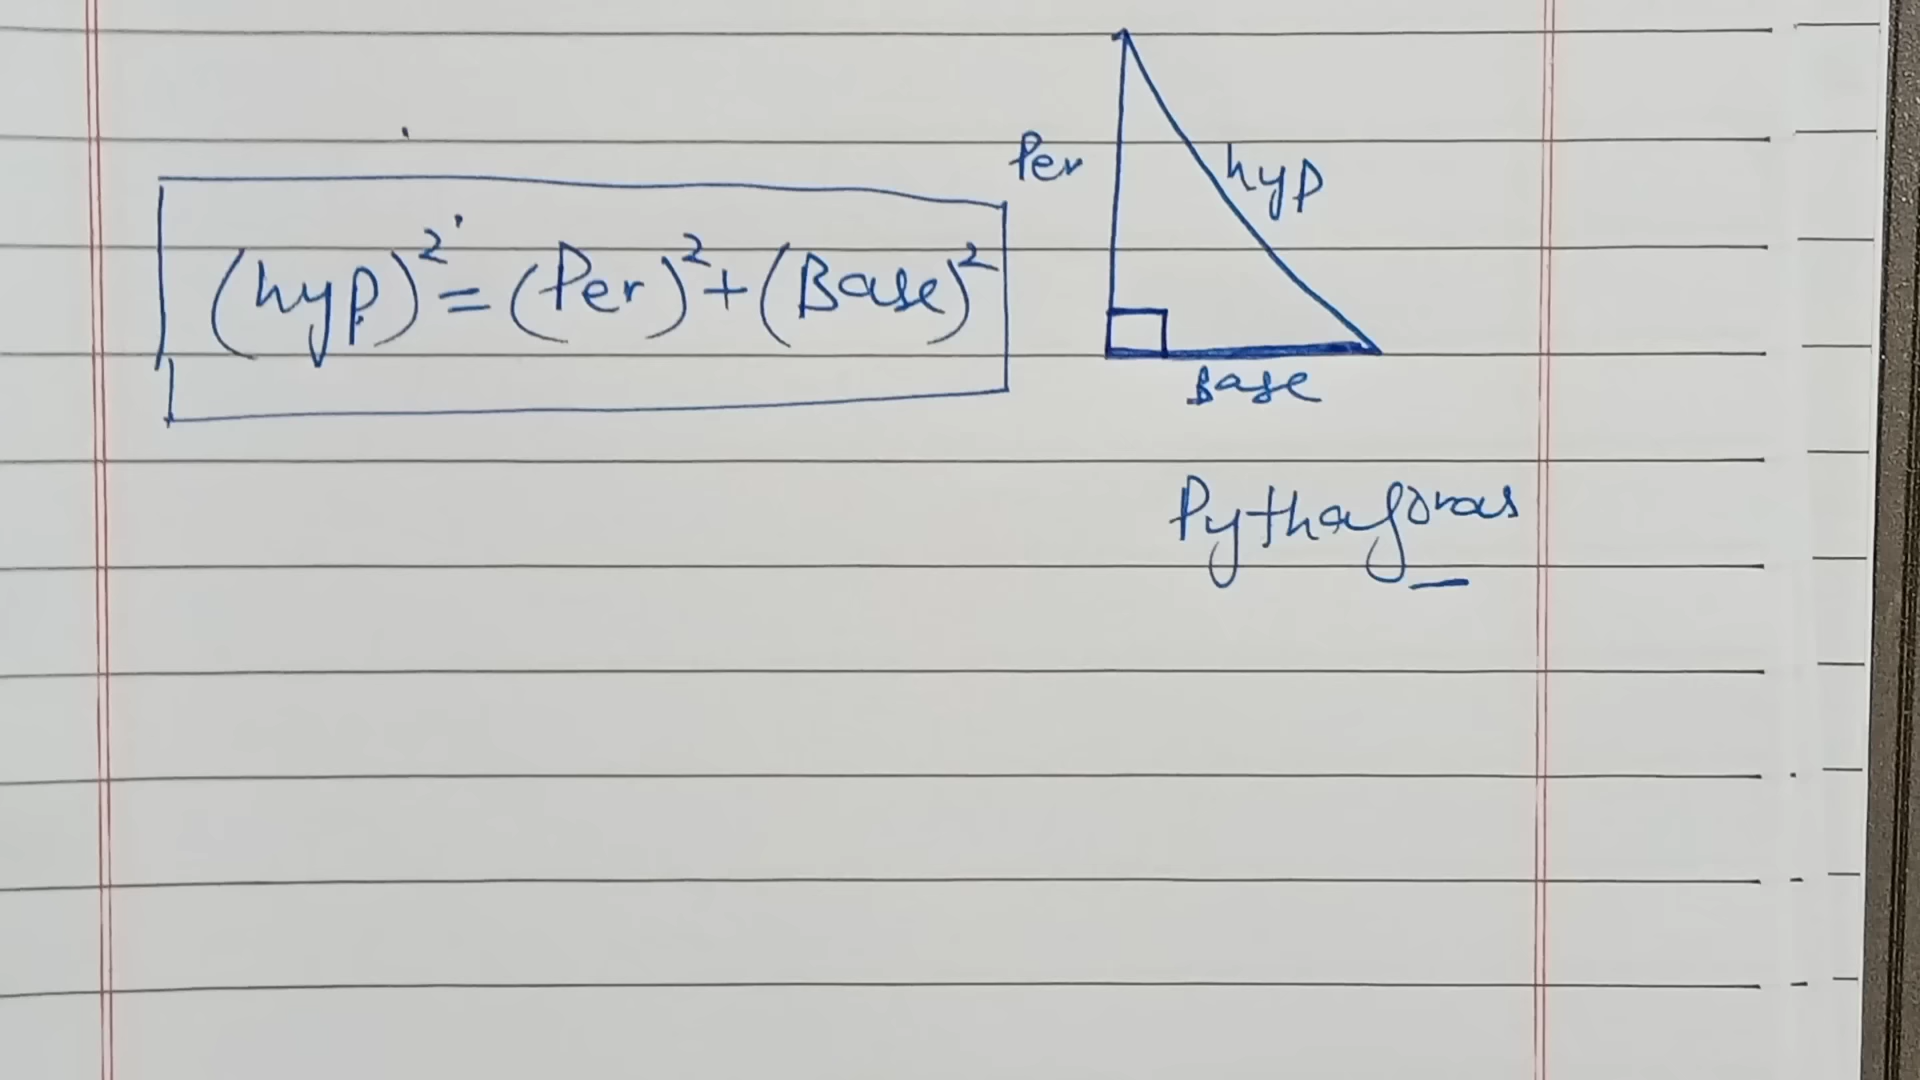 Per
hyp
(hyp)² = (Per)² + (Base)²
Base
Pythagoras